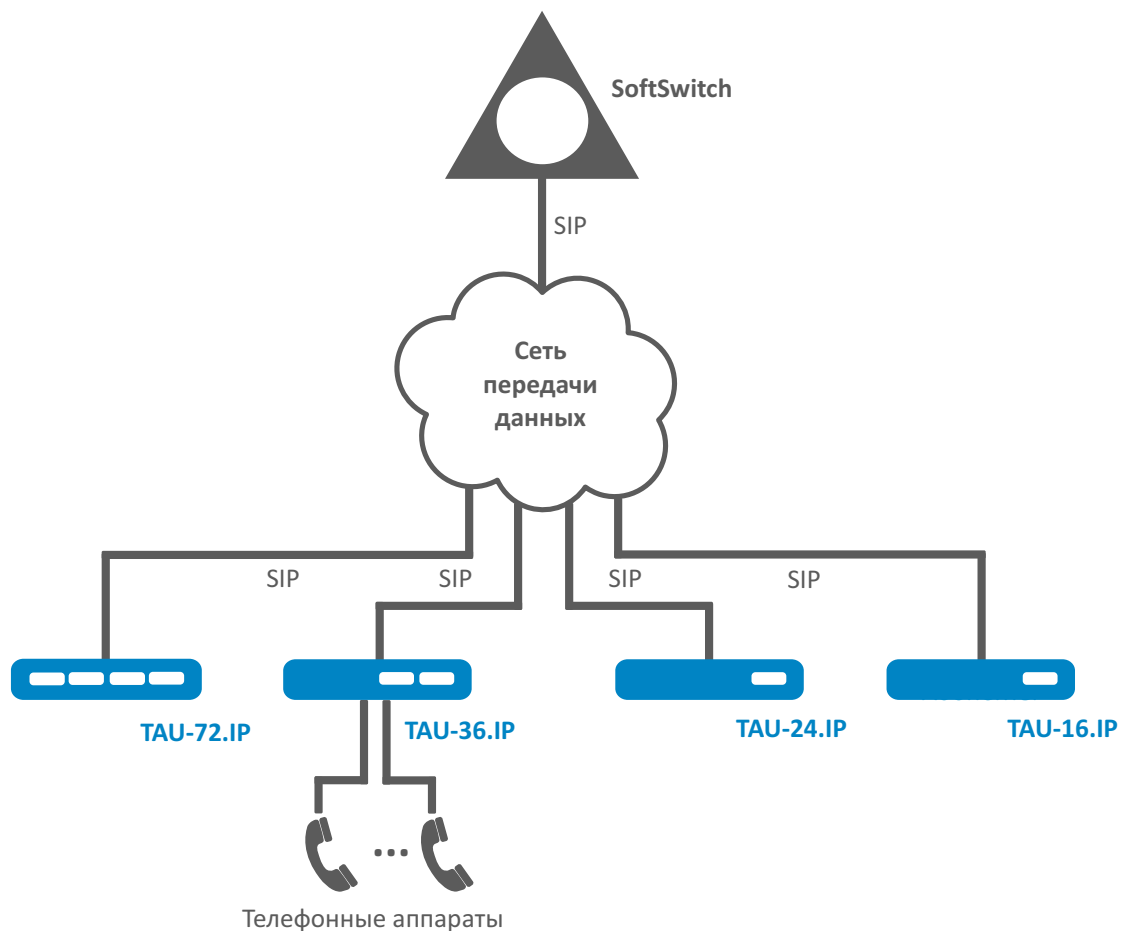 SoftSwitch
SIP
Сеть
передачи
данных
SIP
SIP
SIP
SIP
TAU-72.IP
TAU-36.IP
TAU-24.IP
TAU-16.IP
...
Телефонные аппараты